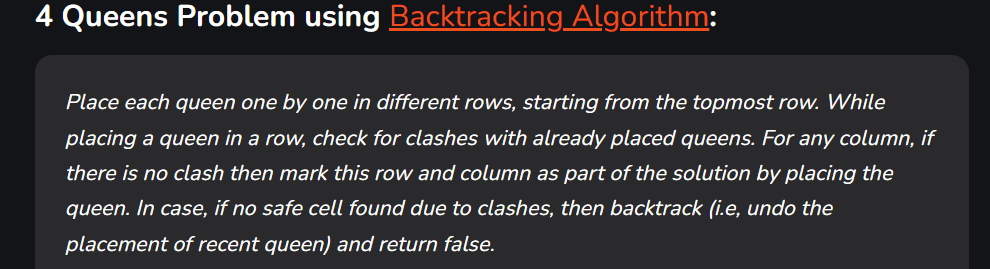 4 Queens Problem using Backtracking Algorithm:
Place each queen one by one in different rows, starting from the topmost row. While
placing a queen in a row, check for clashes with already placed queens. For any column, if
there is no clash then mark this row and column as part of the solution by placing the
queen. In case, if no safe cell found due to clashes, then backtrack (i.e, undo the
placement of recent queen) and return false.